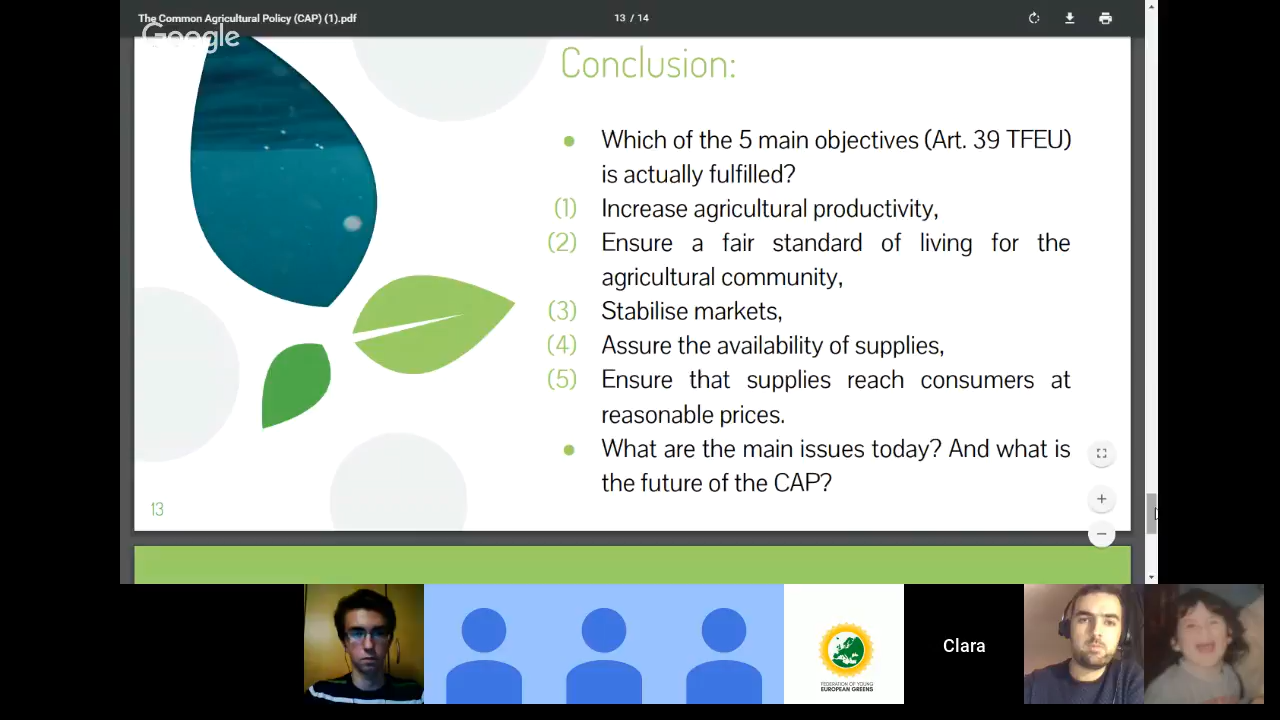 The Common Agricultural Policy (CAP) (1).pdf
13 / 14
Google
Conclusion:
Which of the 5 main objectives (Art. 39 TFEU)
is actually fulfilled?
(1) Increase agricultural productivity,
(2) Ensure a fair standard of living for the
agricultural community,
(3) Stabilise markets,
(4) Assure the availability of supplies,
(5) Ensure that supplies reach consumers at
reasonable prices.
What are the main issues today? And what is
the future of the CAP?
13
FEDERATION OF YOUNG
EUROPEAN GREENS
Clara